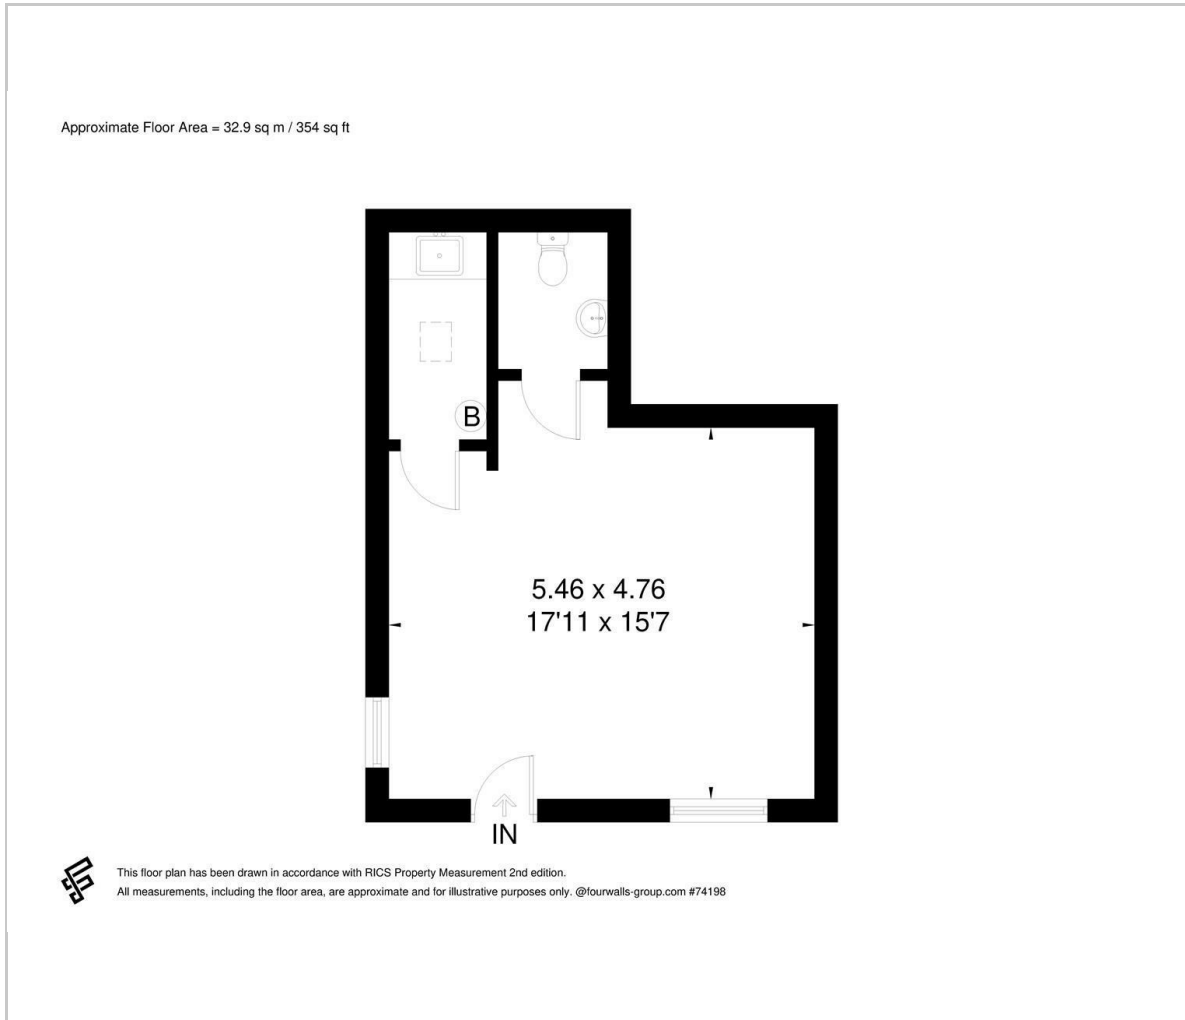 Approximate Floor Area = 32.9 sq m / 354 sq ft
B
5.46 x 4.76
17'11 x 15'7
IN
This floor plan has been drawn in accordance with RICS Property Measurement 2nd edition.
All measurements, including the floor area, are approximate and for illustrative purposes only. @fourwalls-group.com #74198